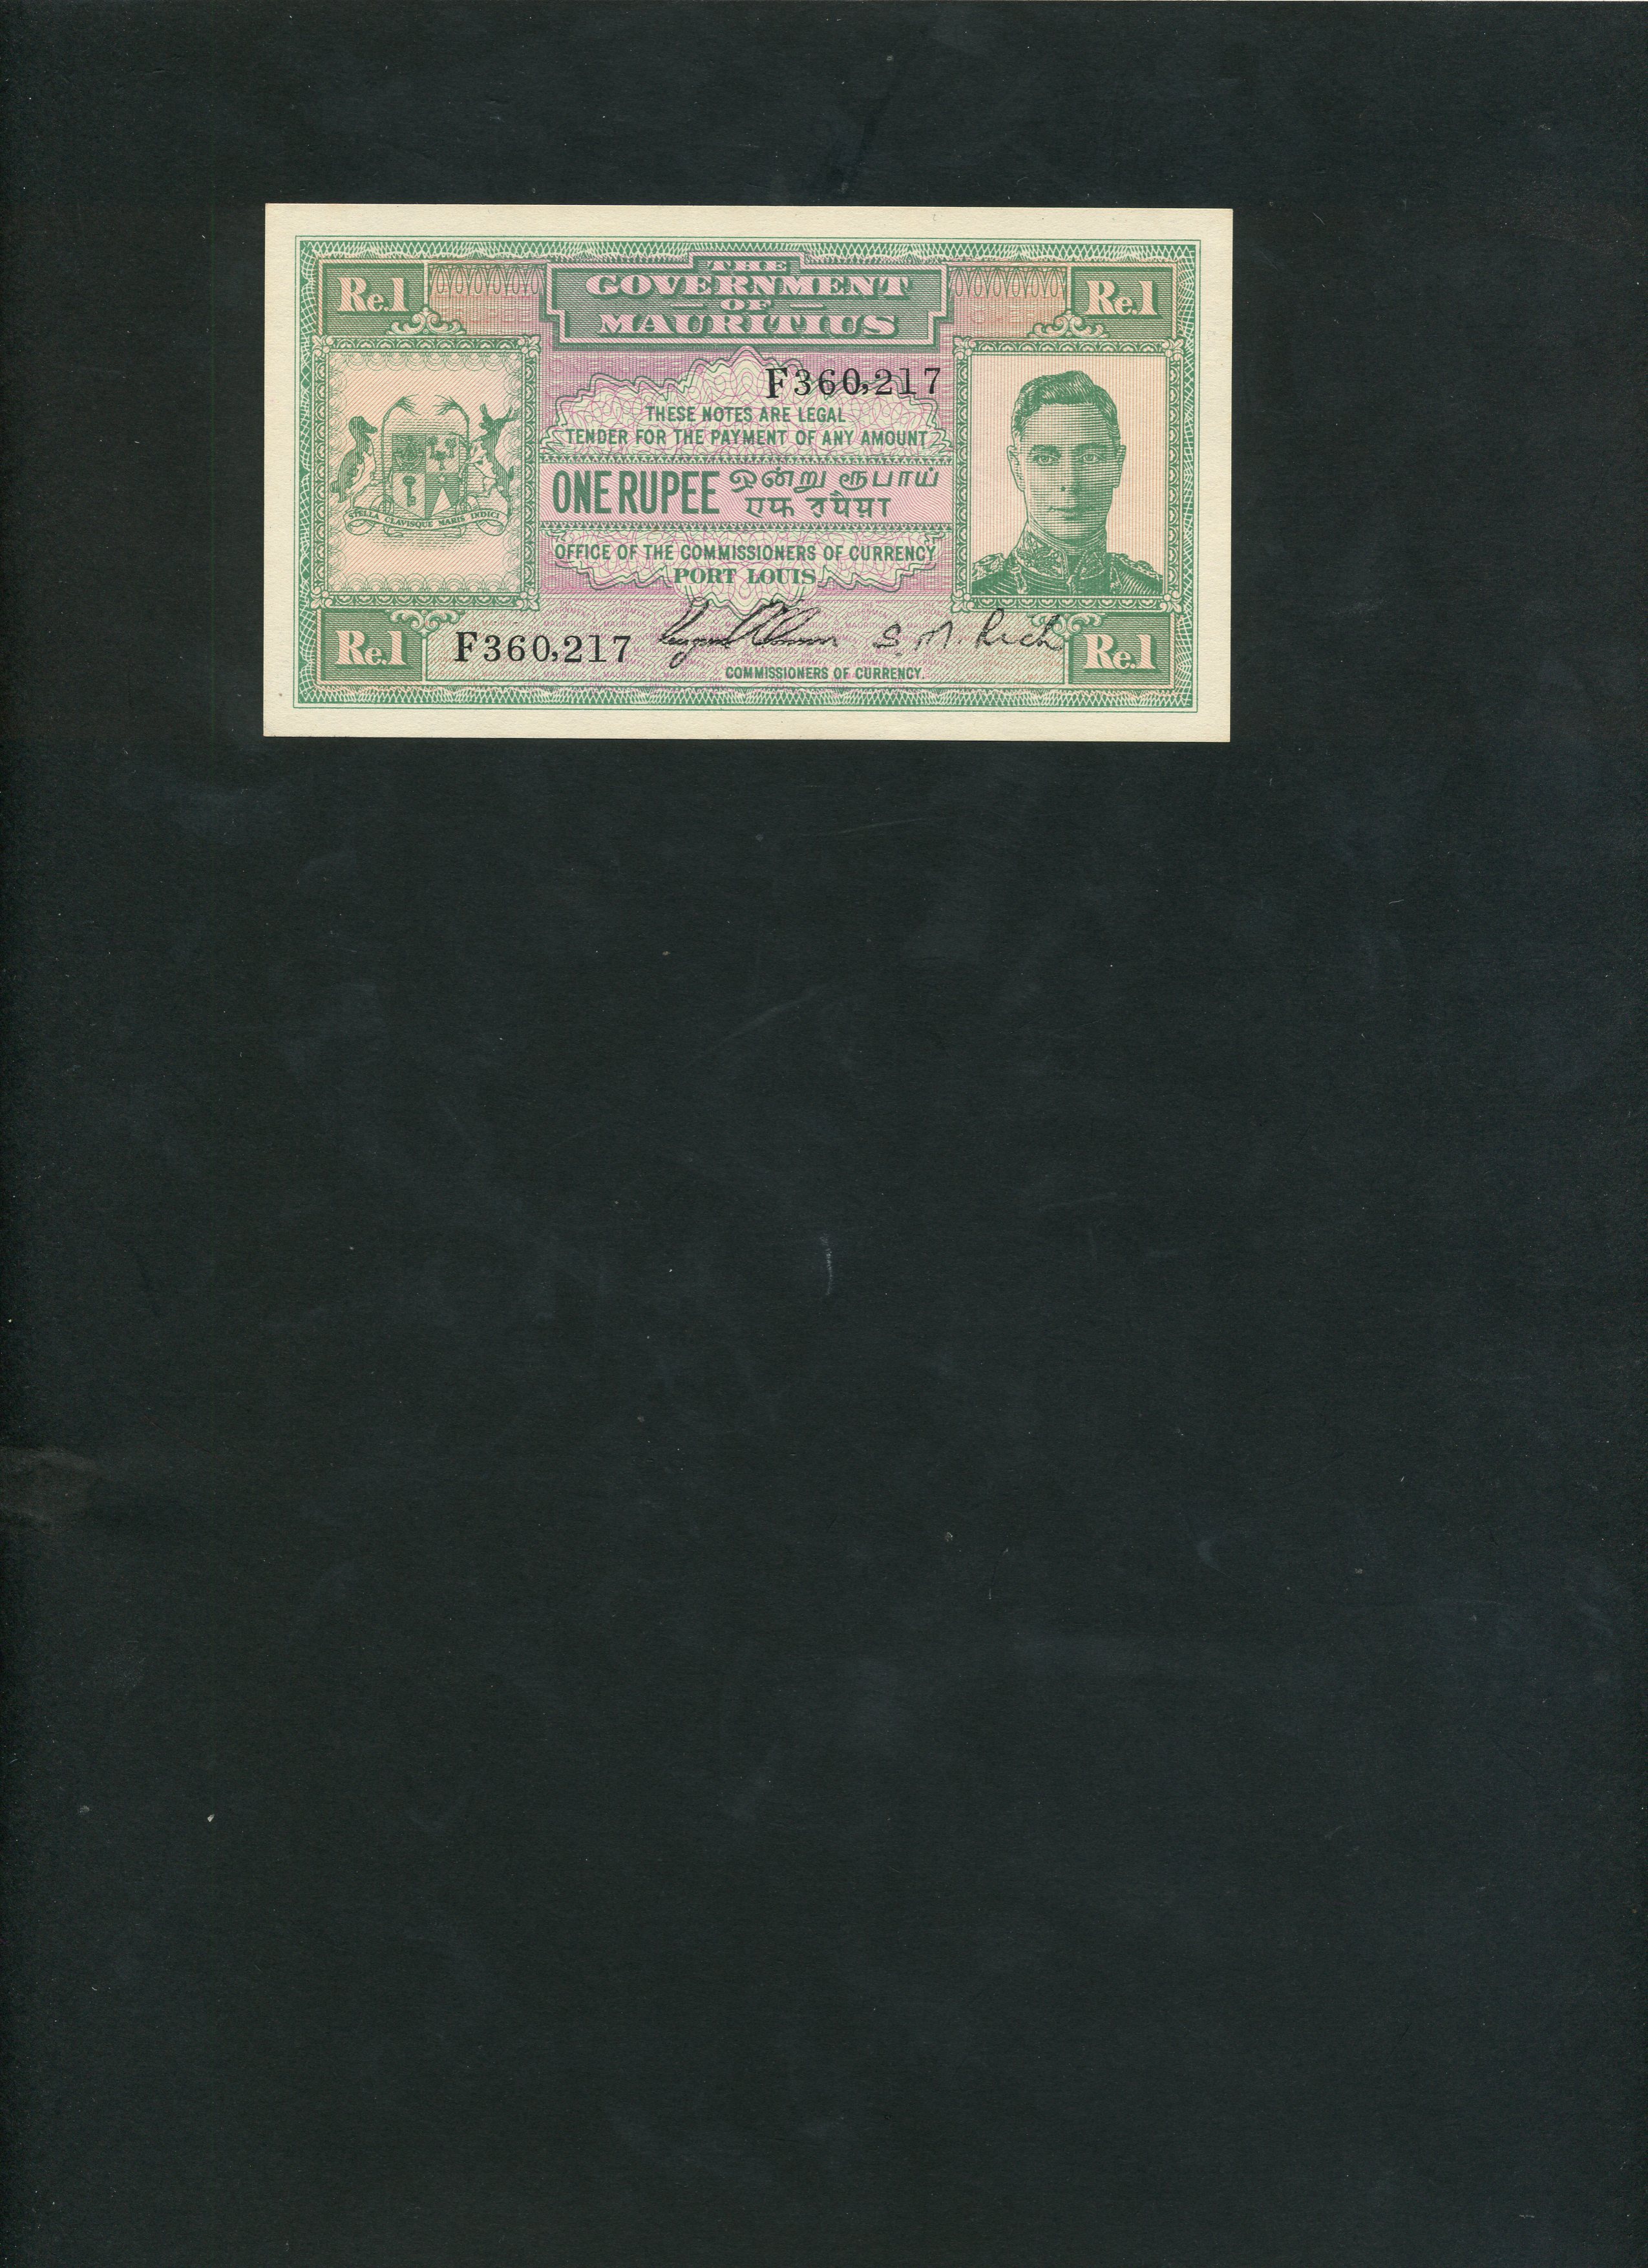 THE
GOVERNMENT
OF
MAURITIUS
Re.1
Re.1
F360,217
THESE NOTES ARE LEGAL
TENDER FOR THE PAYMENT OF ANY AMOUNT
ONE RUPEE
ஒன்று ரூபாய்
एक रुपैया
STELLA CLAVISQUE MARIS INDICI
OFFICE OF THE COMMISSIONERS OF CURRENCY
PORT LOUIS
Re.1
F360,217
S. M. Rich
Re.1
COMMISSIONERS OF CURRENCY.